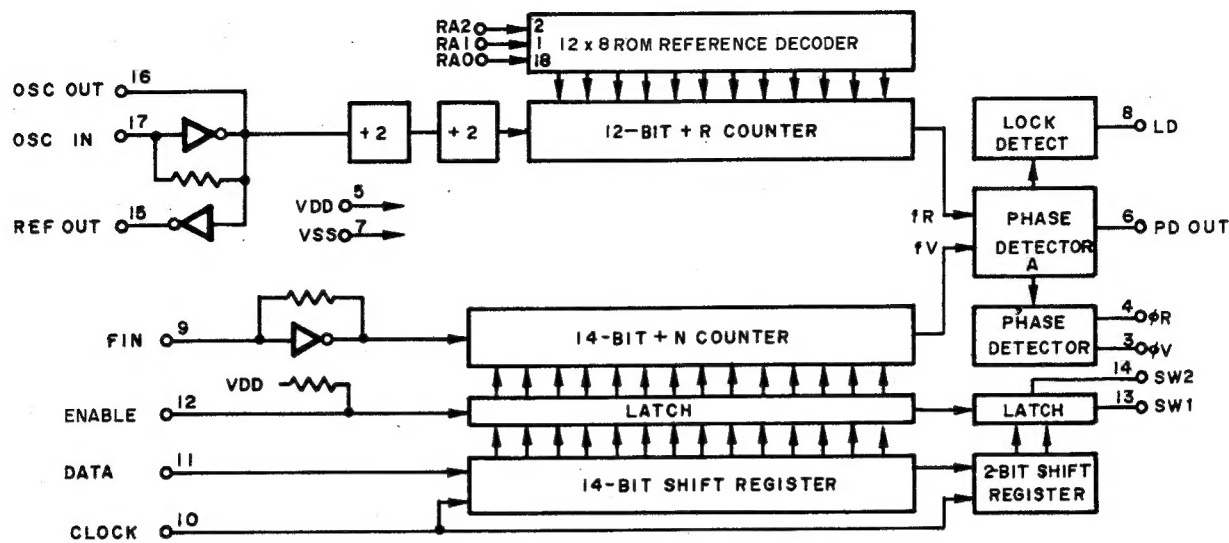 RA2 2
RA1 1
RA0 18
12 x 8 ROM REFERENCE DECODER
OSC OUT 16
OSC IN 17
+2
+2
12-BIT + R COUNTER
LOCK DETECT
8 LD
REF OUT 15
VDD 5
VSS 7
fR
fV
PHASE
DETECTOR
A
6 PD OUT
FIN 9
14-BIT + N COUNTER
PHASE
DETECTOR
4 øR
3 øV
VDD
ENABLE 12
LATCH
LATCH
14 SW2
13 SW1
DATA 11
14-BIT SHIFT REGISTER
2-BIT SHIFT
REGISTER
CLOCK 10